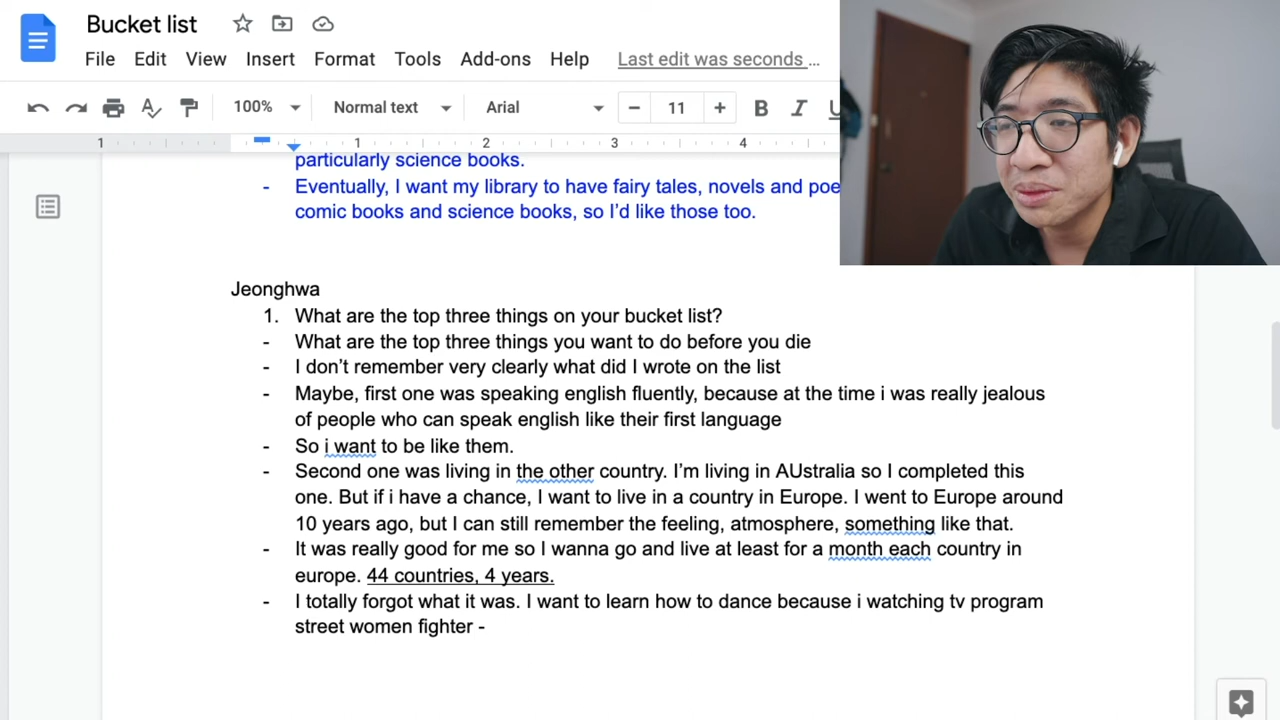 Bucket list
File Edit View Insert Format Tools Add-ons Help Last edit was seconds ...
100% Normal text Arial − 11 + B I U
1 1 2 3 4
particularly science books.
- Eventually, I want my library to have fairy tales, novels and poe
comic books and science books, so I'd like those too.
Jeonghwa
1. What are the top three things on your bucket list?
- What are the top three things you want to do before you die
- I don't remember very clearly what did I wrote on the list
- Maybe, first one was speaking english fluently, because at the time i was really jealous
of people who can speak english like their first language
- So i want to be like them.
- Second one was living in the other country. I'm living in AUstralia so I completed this
one. But if i have a chance, I want to live in a country in Europe. I went to Europe around
10 years ago, but I can still remember the feeling, atmosphere, something like that.
- It was really good for me so I wanna go and live at least for a month each country in
europe. 44 countries, 4 years.
- I totally forgot what it was. I want to learn how to dance because i watching tv program
street women fighter -